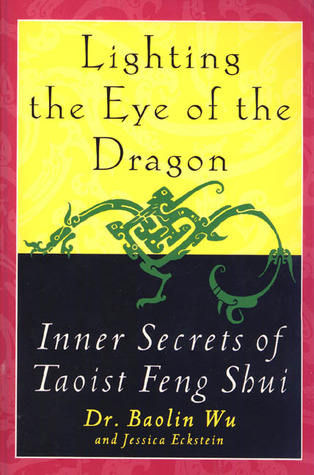 Lighting
the Eye of the
Dragon
Inner Secrets of
Taoist Feng Shui
Dr. Baolin Wu
and Jessica Eckstein